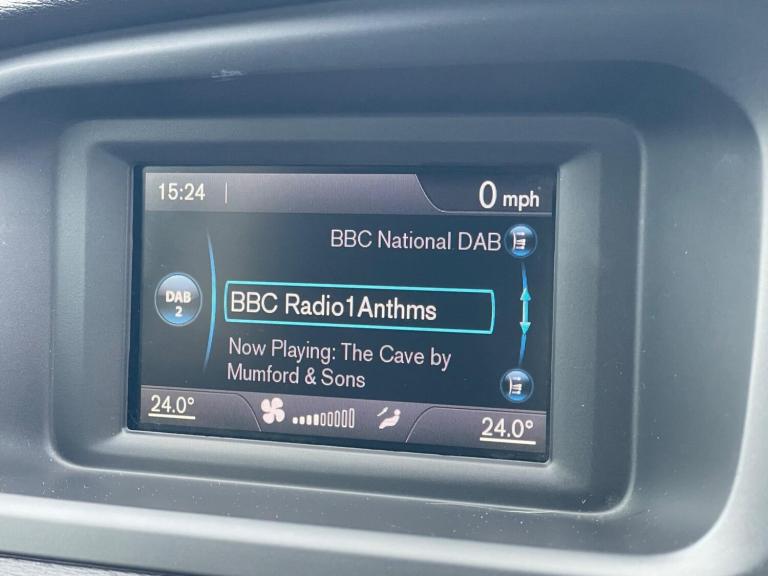 15:24
0 mph
BBC National DAB
DAB
2
BBC Radio1Anthms
Now Playing: The Cave by
Mumford & Sons
24.0°
24.0°